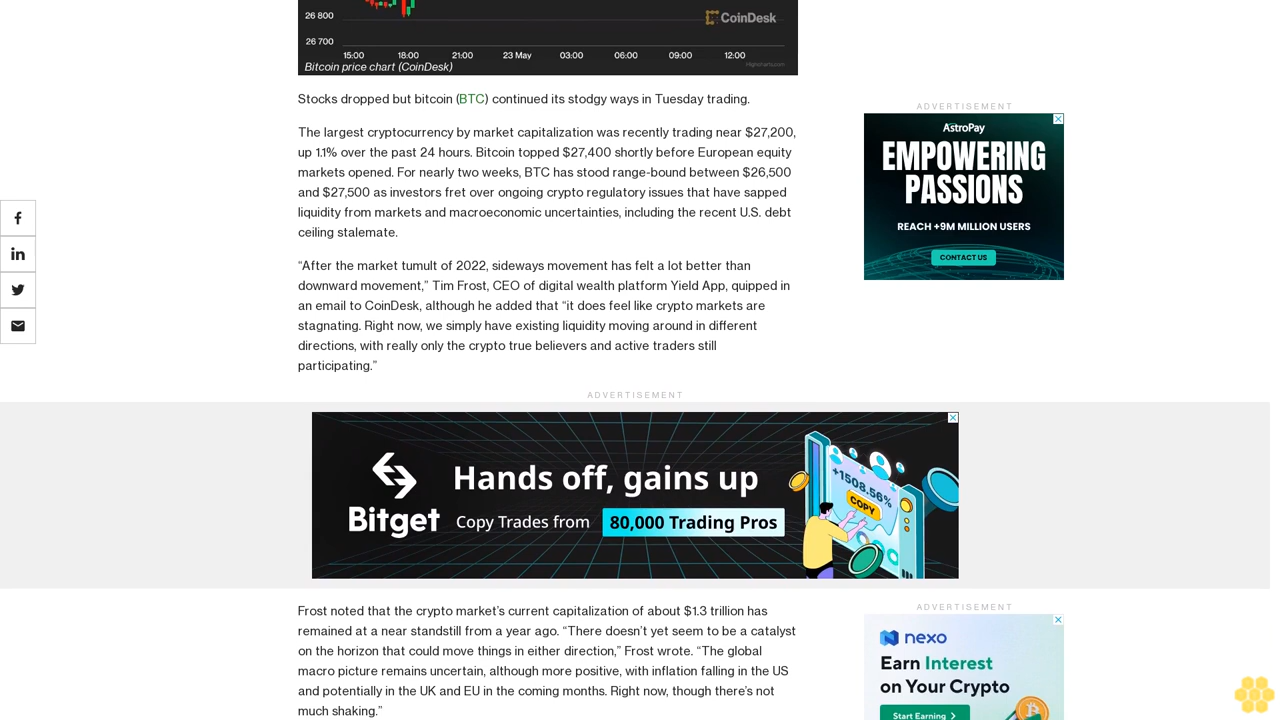 26 800
CoinDesk
26 700
15:00 18:00 21:00 23 May 03:00 06:00 09:00 12:00
Bitcoin price chart (CoinDesk)
Highcharts.com
Stocks dropped but bitcoin (BTC) continued its stodgy ways in Tuesday trading.
The largest cryptocurrency by market capitalization was recently trading near $27,200,
up 1.1% over the past 24 hours. Bitcoin topped $27,400 shortly before European equity
markets opened. For nearly two weeks, BTC has stood range-bound between $26,500
and $27,500 as investors fret over ongoing crypto regulatory issues that have sapped
liquidity from markets and macroeconomic uncertainties, including the recent U.S. debt
ceiling stalemate.
“After the market tumult of 2022, sideways movement has felt a lot better than
downward movement,” Tim Frost, CEO of digital wealth platform Yield App, quipped in
an email to CoinDesk, although he added that “it does feel like crypto markets are
stagnating. Right now, we simply have existing liquidity moving around in different
directions, with really only the crypto true believers and active traders still
participating.”
ADVERTISEMENT
AstroPay
EMPOWERING
PASSIONS
REACH +9M MILLION USERS
CONTACT US
ADVERTISEMENT
Bitget
Hands off, gains up
Copy Trades from 80,000 Trading Pros
+1508.56%
COPY
Frost noted that the crypto market’s current capitalization of about $1.3 trillion has
remained at a near standstill from a year ago. “There doesn’t yet seem to be a catalyst
on the horizon that could move things in either direction,” Frost wrote. “The global
macro picture remains uncertain, although more positive, with inflation falling in the US
and potentially in the UK and EU in the coming months. Right now, though there’s not
much shaking.”
ADVERTISEMENT
nexo
Earn Interest
on Your Crypto
Start Earning >